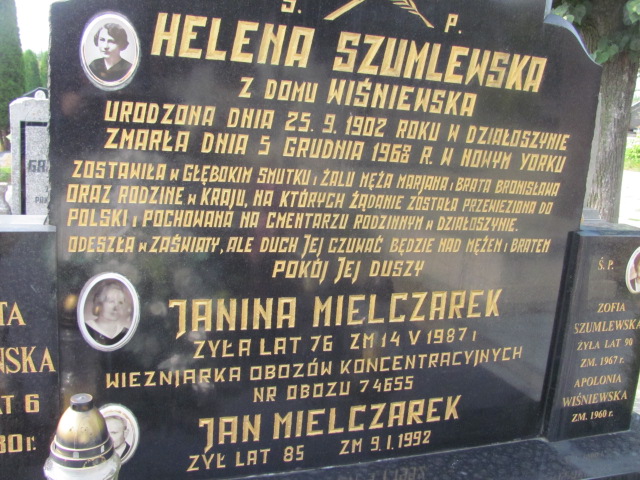 Ś. P.
HELENA SZUMLEWSKA
Z DOMU WIŚNIEWSKA
URODZONA DNIA 25. 9. 1902 ROKU W DZIAŁOSZYNIE
ZMARŁA DNIA 5 GRUDNIA 1968 R. W NOWYM YORKU
ZOSTAWIŁA W GŁĘBOKIM SMUTKU I ŻALU MĘŻA MARJANA I BRATA BRONISŁAWA
ORAZ RODZINE W KRAJU, NA KTÓRYCH ŻĄDANIE ZOSTAŁA PRZEWIEZIONA DO
POLSKI I POCHOWANA NA CMENTARZU RODZINNYM W DZIAŁOSZYNIE.
ODESZŁA W ZAŚWIATY, ALE DUCH JEJ CZUWAĆ BĘDZIE NAD MĘŻEM I BRATEM
POKÓJ JEJ DUSZY
JANINA MIELCZAREK
ŻYŁA LAT 76 ZM 14 V 1987 r
WIEZNIARKA OBOZÓW KONCENTRACYJNYCH
NR OBOZU 74655
JAN MIELCZAREK
ŻYŁ LAT 85 ZM 9. I. 1992
Ś. P.
ZOFIA
SZUMLEWSKA
ŻYŁA LAT 90
ZM. 1967 r.
APOLONIA
WIŚNIEWSKA
ZM. 1960 r.